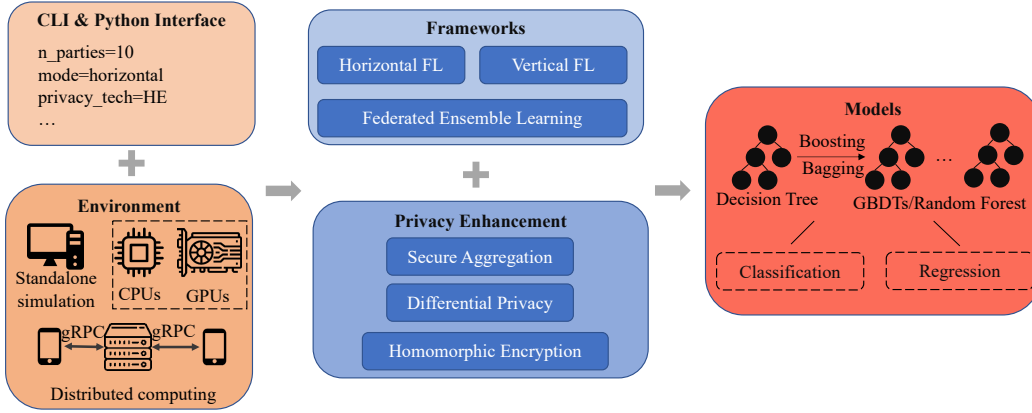 CLI & Python Interface
n_parties=10
mode=horizontal
privacy_tech=HE
…
Environment
Standalone
simulation
CPUs
GPUs
gRPC
gRPC
Distributed computing
Frameworks
Horizontal FL
Vertical FL
Federated Ensemble Learning
Privacy Enhancement
Secure Aggregation
Differential Privacy
Homomorphic Encryption
Models
Boosting
Bagging
…
Decision Tree
GBDTs/Random Forest
Classification
Regression